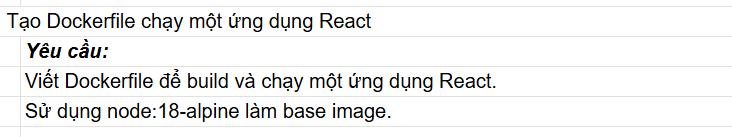 Tạo Dockerfile chạy một ứng dụng React
Yêu cầu:
Viết Dockerfile để build và chạy một ứng dụng React.
Sử dụng node:18-alpine làm base image.